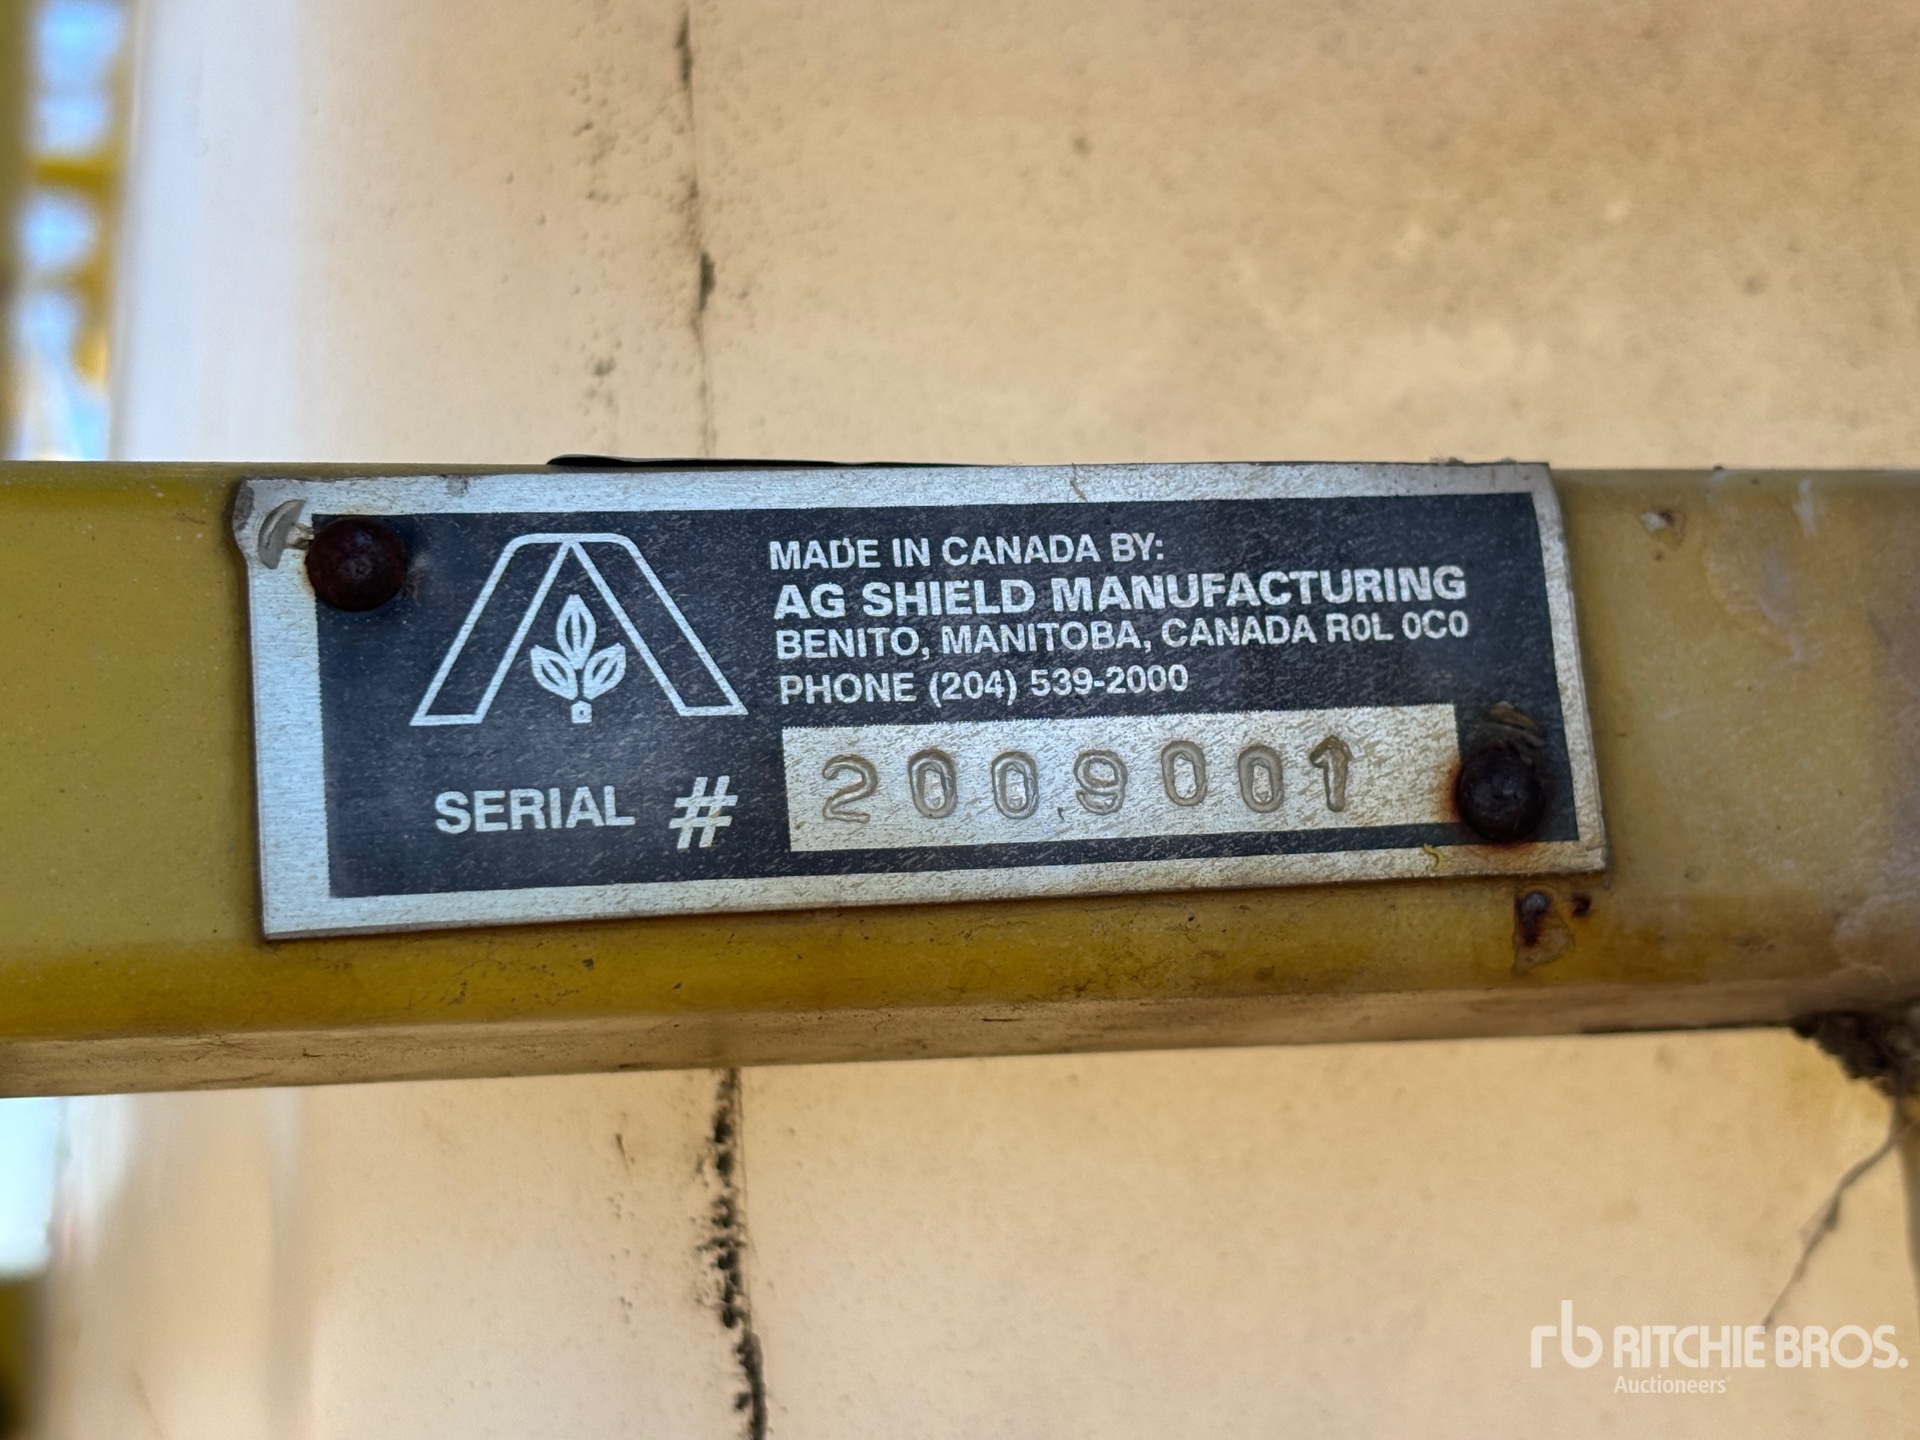 MADE IN CANADA BY:
AG SHIELD MANUFACTURING
BENITO, MANITOBA, CANADA R0L 0C0
PHONE (204) 539-2000
SERIAL # 2009001
rb RITCHIE BROS.
Auctioneers